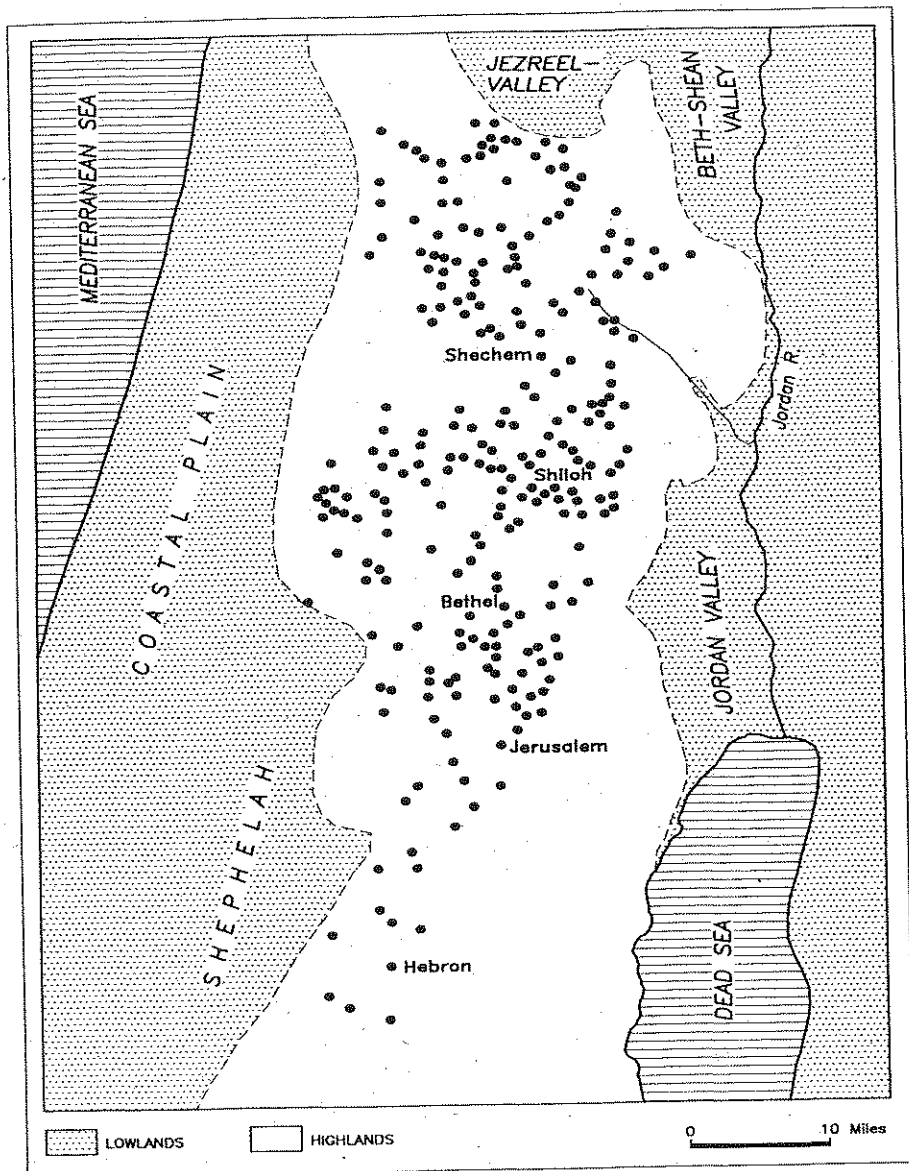 JEZREEL-
VALLEY
BETH-SHEAN
VALLEY
MEDITERRANEAN SEA
Shechem
Jordan R.
COASTAL PLAIN
Shiloh
Bethel
JORDAN VALLEY
Jerusalem
SHEPHELAH
Hebron
DEAD SEA
LOWLANDS
HIGHLANDS
0 10 Miles